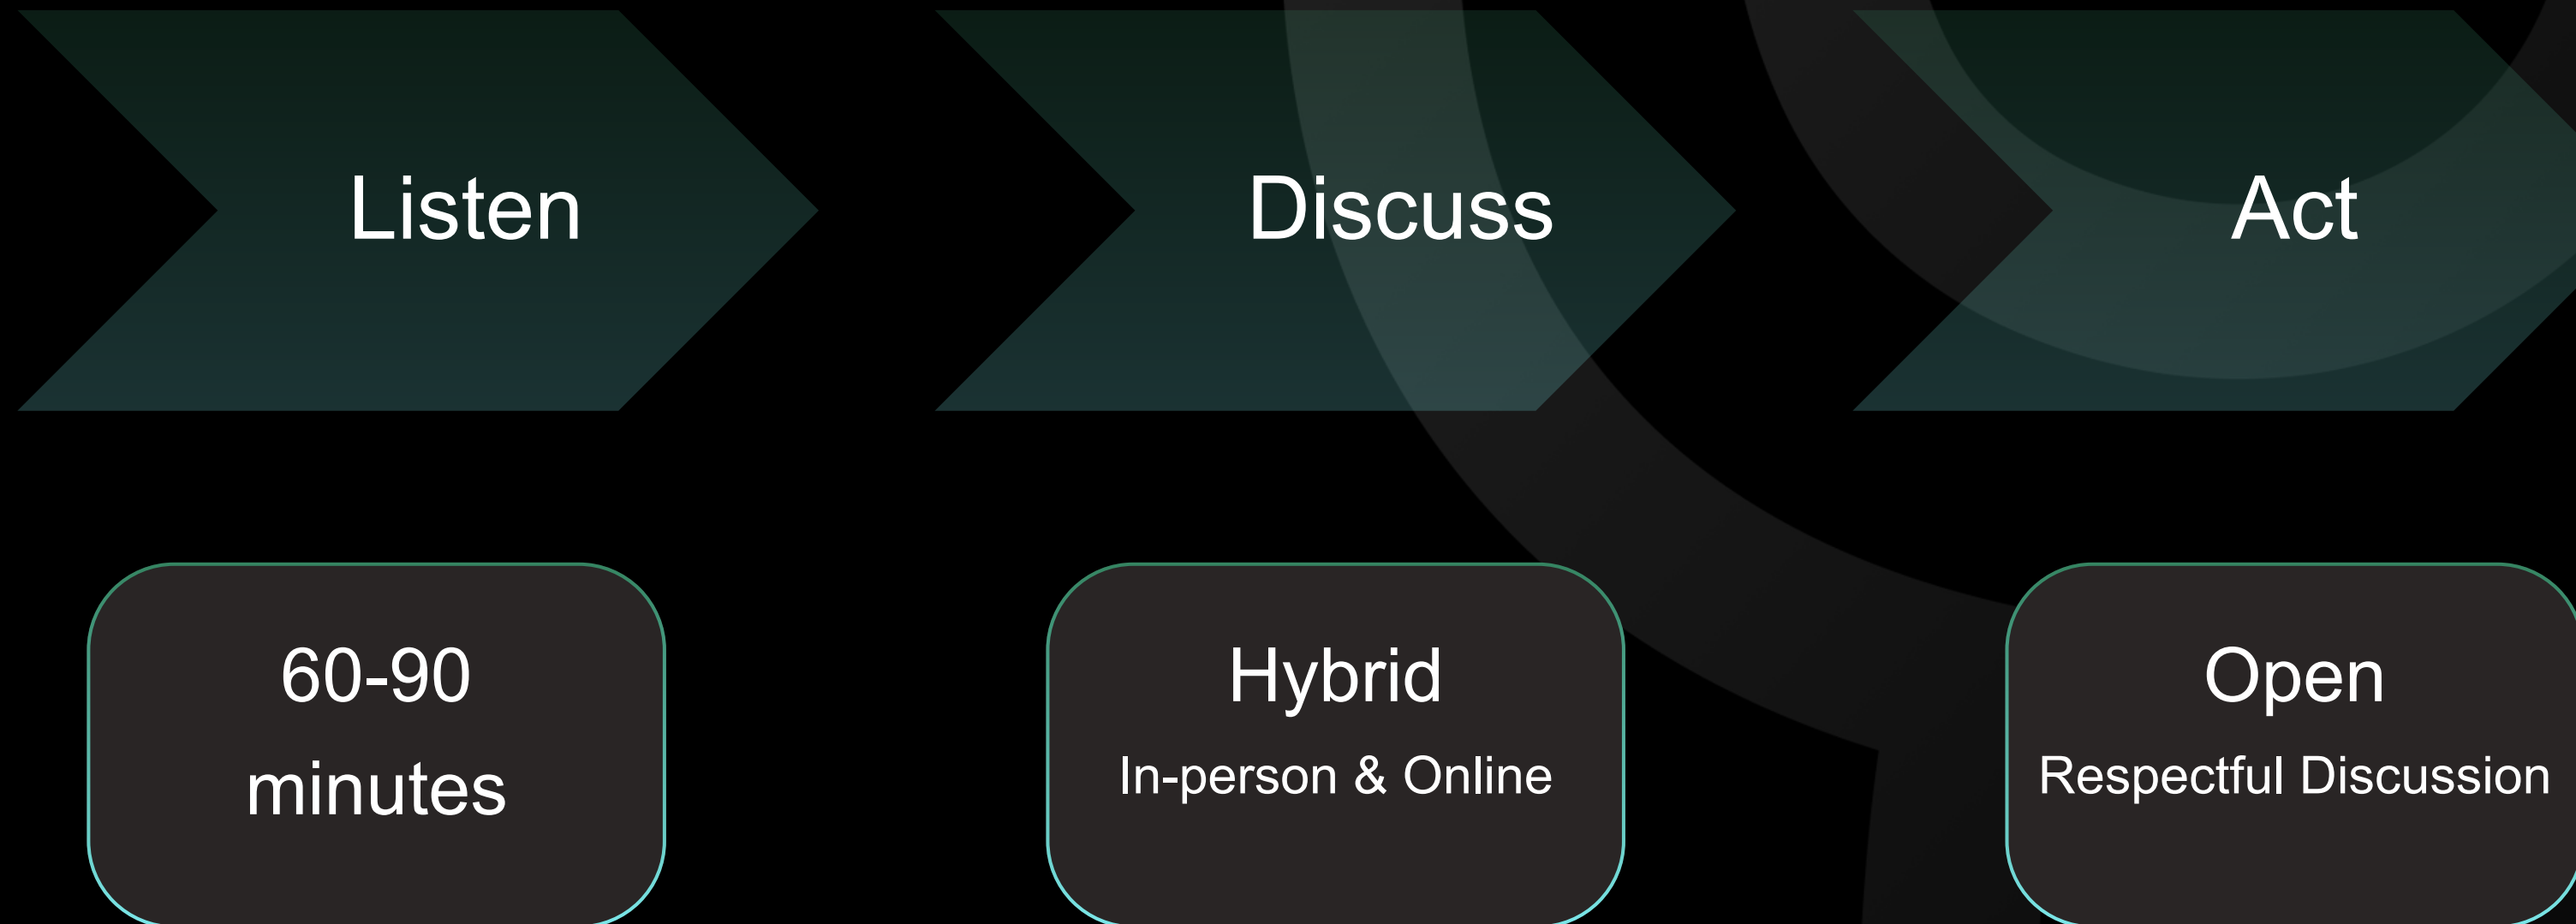 Listen
Discuss
Act
60-90
minutes
Hybrid
In-person & Online
Open
Respectful Discussion